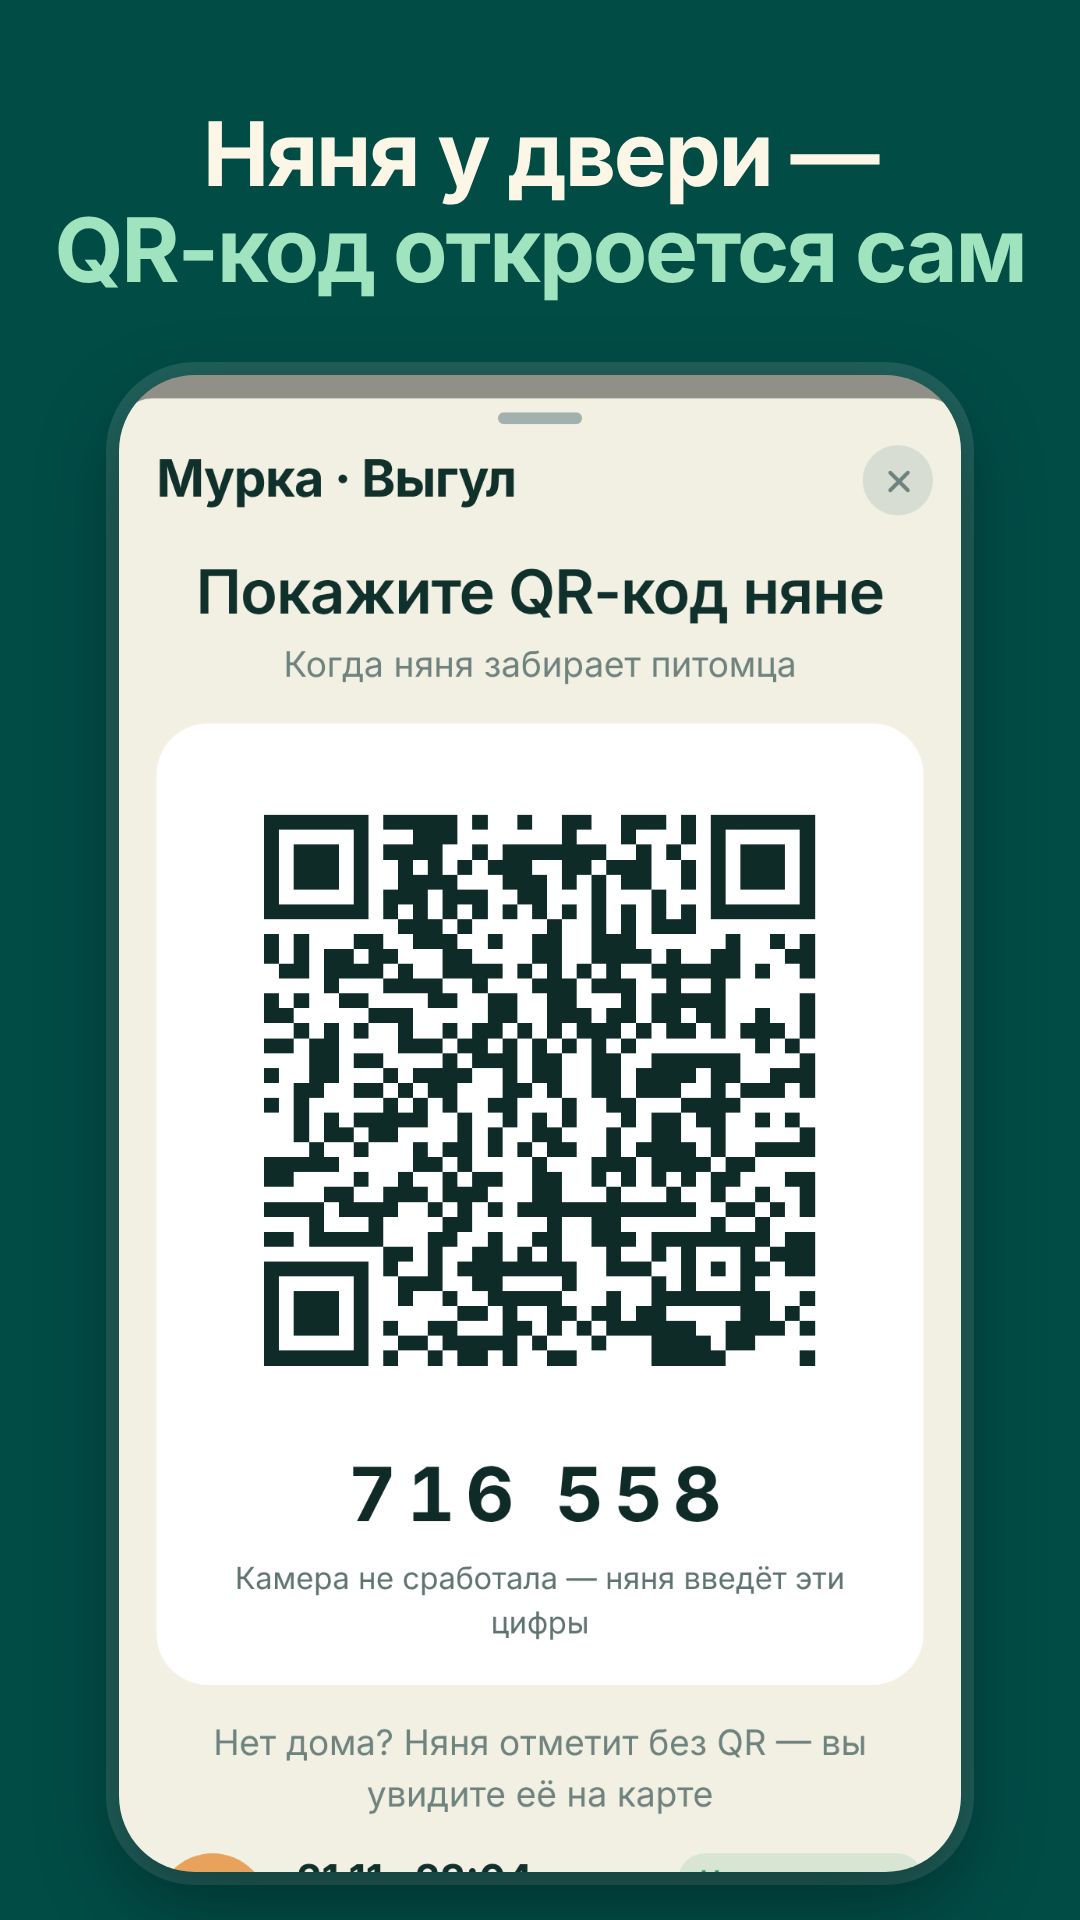 Няня у двери —
QR-код откроется сам
Мурка · Выгул
Покажите QR-код няне
Когда няня забирает питомца
716 558
Камера не сработала — няня введёт эти
цифры
Нет дома? Няня отметит без QR — вы
увидите её на карте